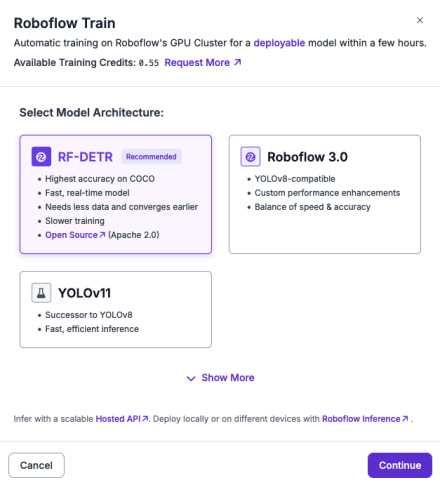 Roboflow Train
Automatic training on Roboflow's GPU Cluster for a deployable model within a few hours.
Available Training Credits: 0.55 Request More ↗
Select Model Architecture:
RF-DETR Recommended
• Highest accuracy on COCO
• Fast, real-time model
• Needs less data and converges earlier
• Slower training
• Open Source ↗ (Apache 2.0)
Roboflow 3.0
• YOLOv8-compatible
• Custom performance enhancements
• Balance of speed & accuracy
YOLOv11
• Successor to YOLOv8
• Fast, efficient inference
Show More
Infer with a scalable Hosted API ↗. Deploy locally or on different devices with Roboflow Inference ↗ .
Cancel
Continue